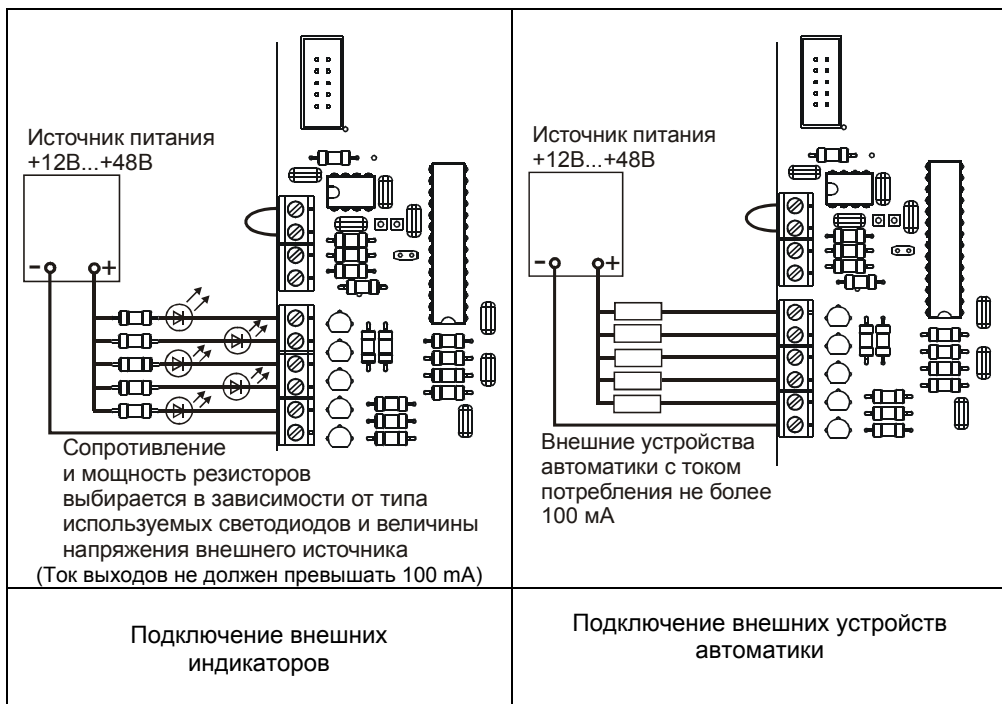 Источник питания
+12В...+48В
- +
Сопротивление
и мощность резисторов
выбирается в зависимости от типа
используемых светодиодов и величины
напряжения внешнего источника
(Ток выходов не должен превышать 100 mA)
Подключение внешних
индикаторов
Источник питания
+12В...+48В
- +
Внешние устройства
автоматики с током
потребления не более
100 мА
Подключение внешних устройств
автоматики